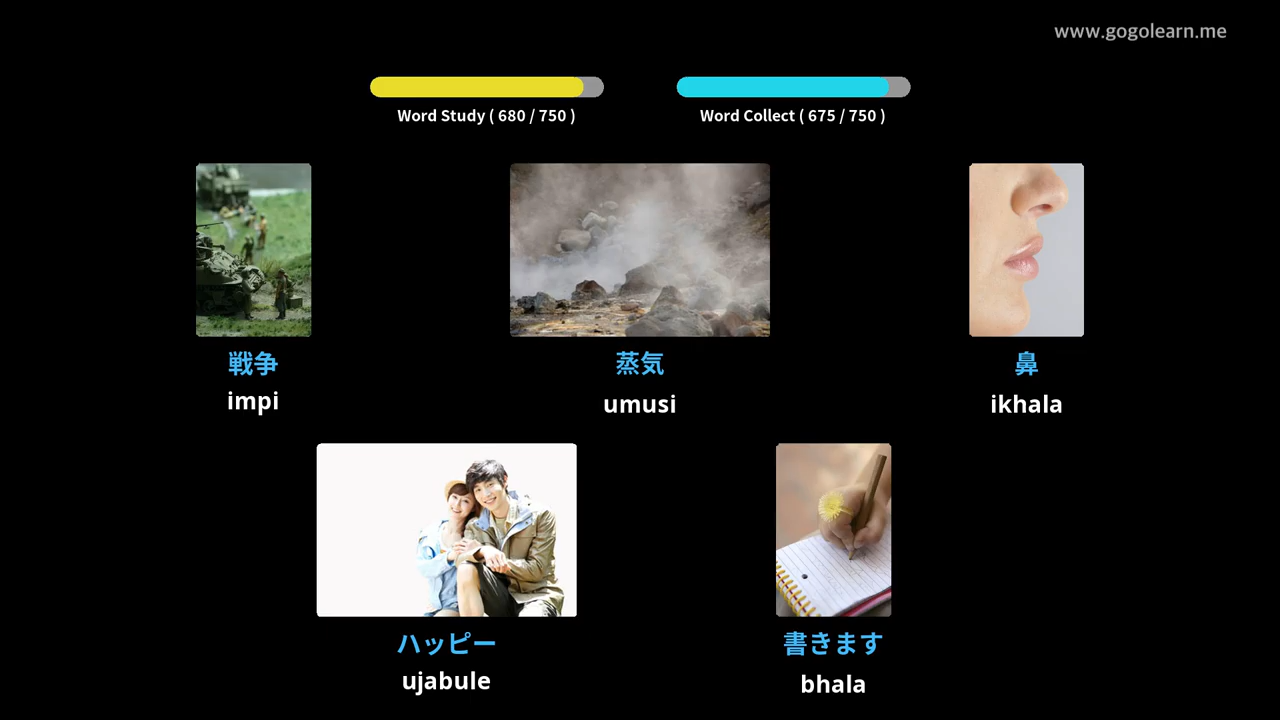 www.gogolearn.me
Word Study ( 680 / 750 )
Word Collect ( 675 / 750 )
戦争
impi
蒸気
umusi
鼻
ikhala
ハッピー
ujabule
書きます
bhala